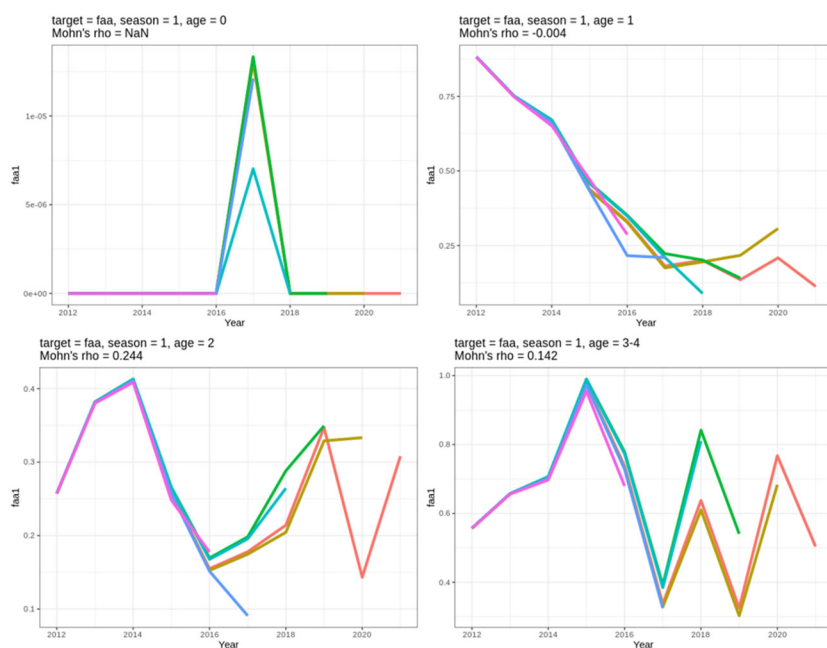 target = faa, season = 1, age = 0
Mohn's rho = NaN
1e-05
5e-06
0e+00
faa1
2012 2014 2016 2018 2020
Year
target = faa, season = 1, age = 1
Mohn's rho = -0.004
0.75
0.50
0.25
faa1
2012 2014 2016 2018 2020
Year
target = faa, season = 1, age = 2
Mohn's rho = 0.244
0.4
0.3
0.2
0.1
faa1
2012 2014 2016 2018 2020
Year
target = faa, season = 1, age = 3-4
Mohn's rho = 0.142
1.0
0.8
0.6
0.4
faa1
2012 2014 2016 2018 2020
Year